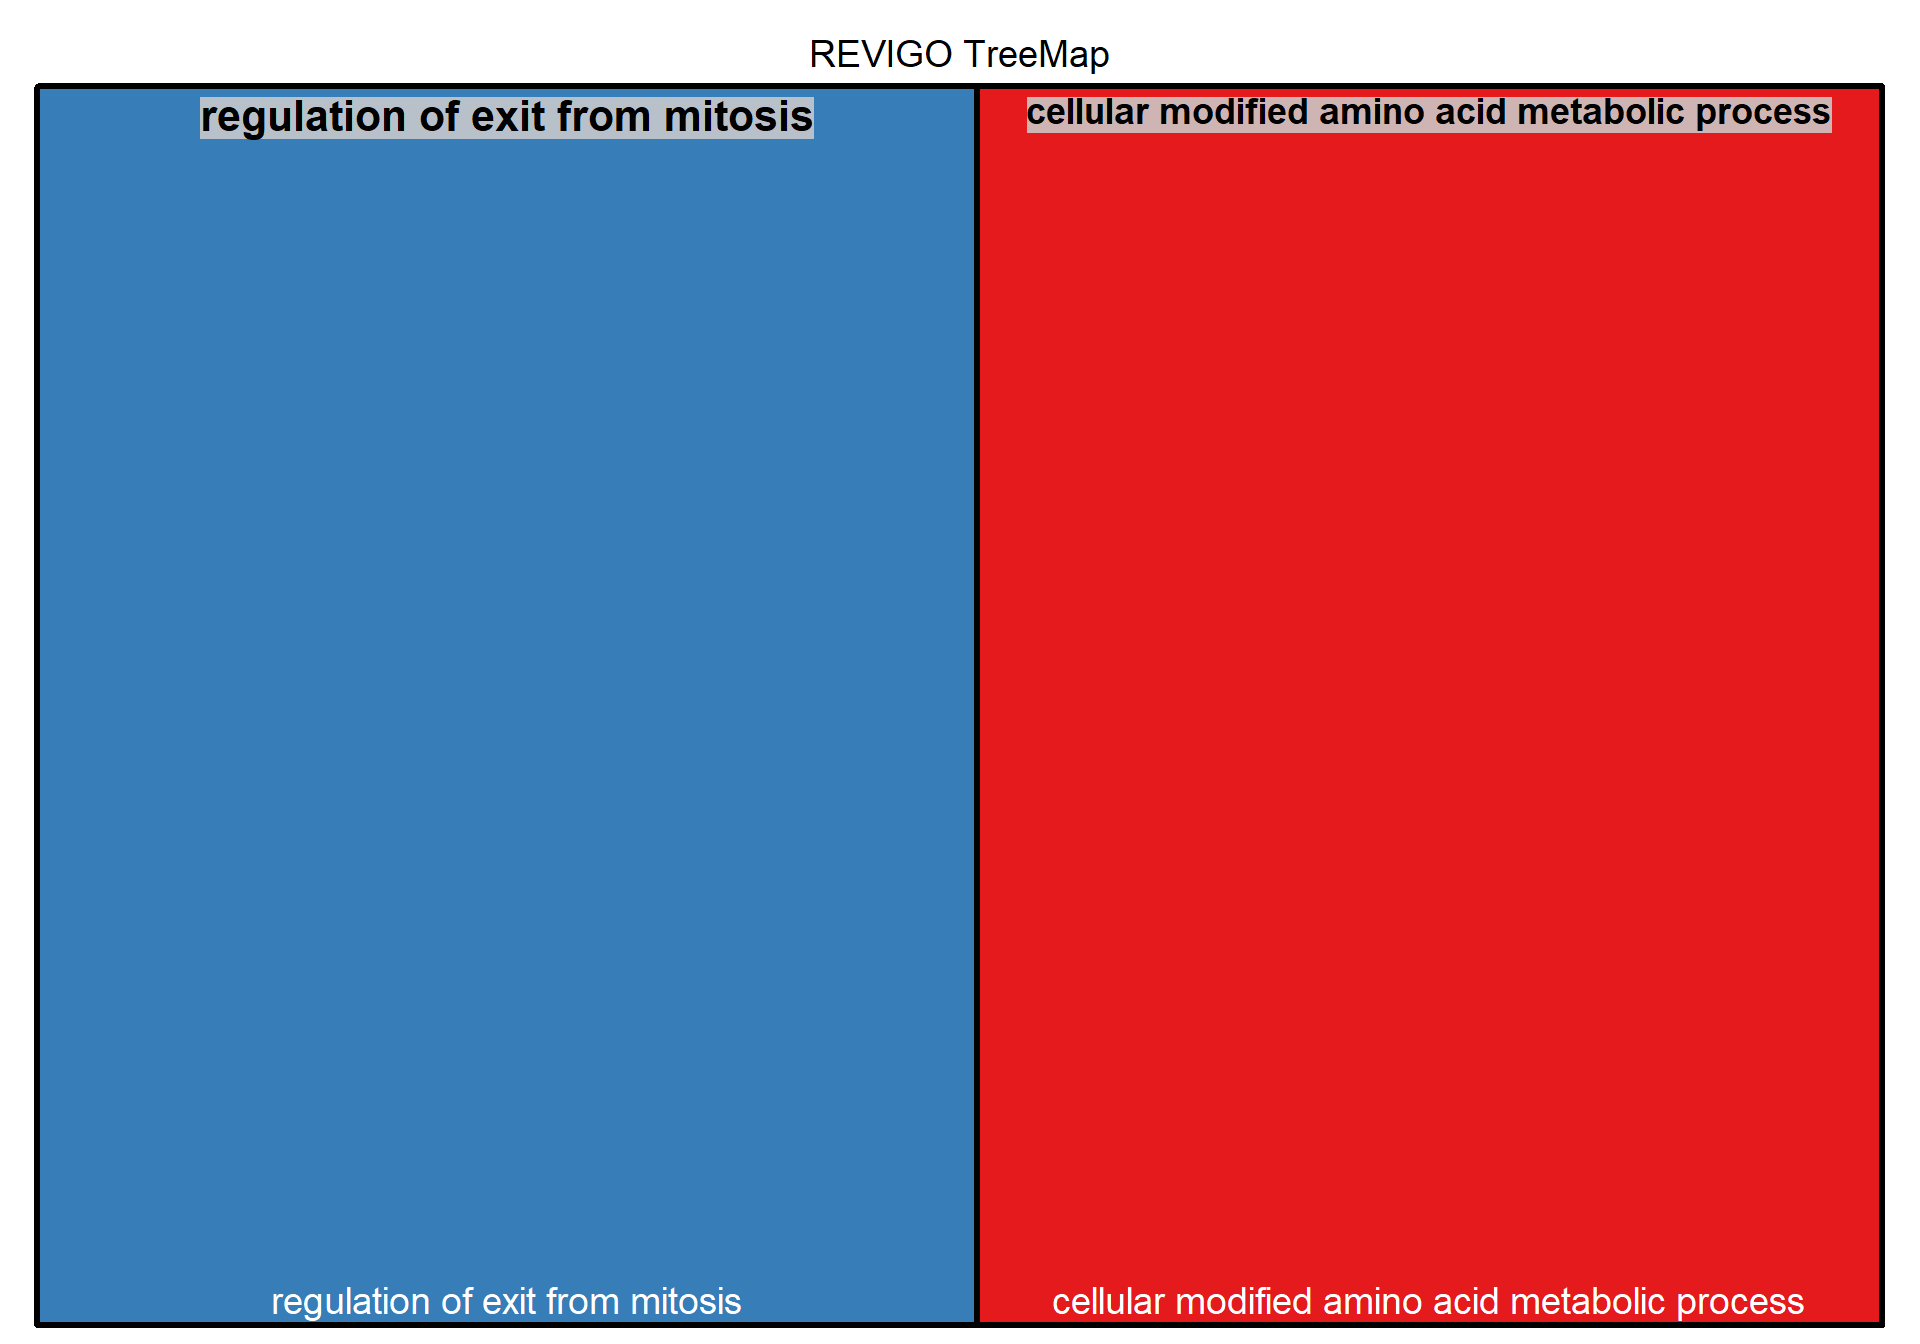 REVIGO TreeMap
regulation of exit from mitosis
cellular modified amino acid metabolic process
regulation of exit from mitosis
cellular modified amino acid metabolic process